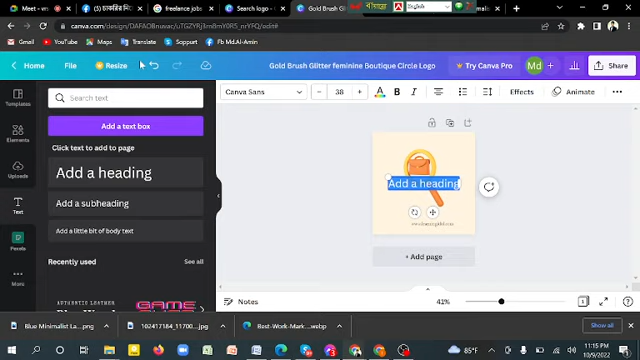 Meet – w
freelance jobs
Search logo - C
Gold Brush Gl
English
canva.com/design/DAFAOBnuwac/uTGZYRj3m8mY0R5_nrYFQ/edit#
Gmail
YouTube
Maps
Translate
Sopport
Fb Md.Al-Amin
Home
File
Resize
Gold Brush Glitter feminine Boutique Circle Logo
Try Canva Pro
Md
+
Share
Templates
Elements
Uploads
Text
More
Search text
Add a text box
Click text to add to page
Add a heading
Add a subheading
Add a little bit of body text
Recently used
See all
AUTHENTIC LEATHER
GAME
Canva Sans
– 38 +
A
B
I
Effects
Animate
Add a heading
+ Add page
Notes
41%
1
Blue Minimalist La....png
102417184_11700....jpg
Best-Work-Mark....webp
Show all
85°F
11:15 PM
10/9/2022